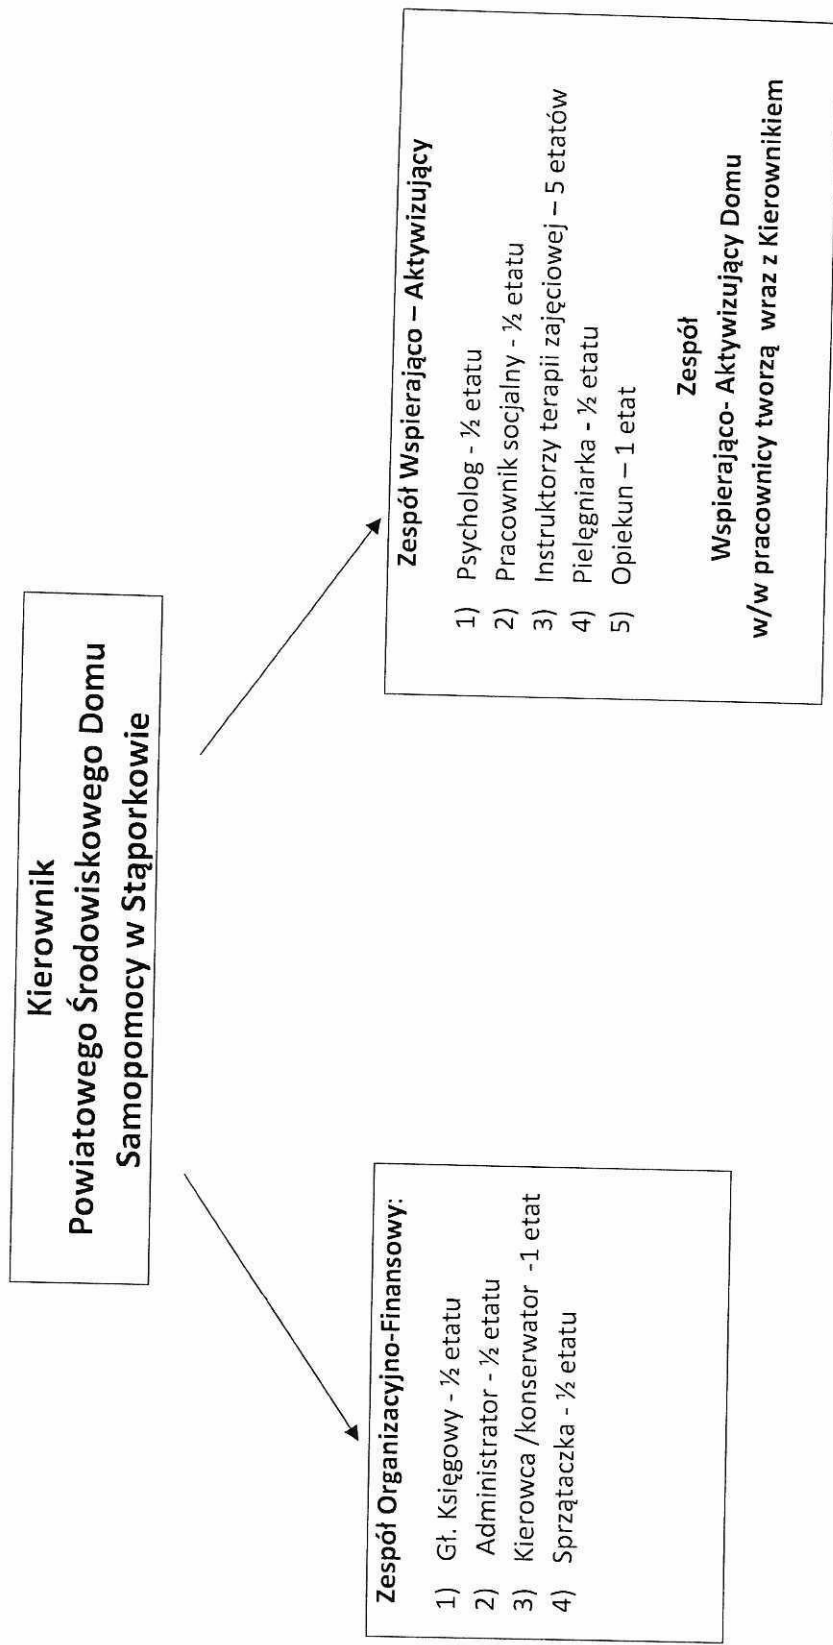 Kierownik
Powiatowego Środowiskowego Domu
Samopomocy w Stąporkowie
Zespół Organizacyjno-Finansowy:
1) Gł. Księgowy - ½ etatu
2) Administrator - ½ etatu
3) Kierowca /konserwator -1 etat
4) Sprzątaczka - ½ etatu
Zespół Wspierająco – Aktywizujący
1) Psycholog - ½ etatu
2) Pracownik socjalny - ½ etatu
3) Instruktorzy terapii zajęciowej – 5 etatów
4) Pielęgniarka - ½ etatu
5) Opiekun – 1 etat
Zespół
Wspierająco- Aktywizujący Domu
w/w pracownicy tworzą wraz z Kierownikiem